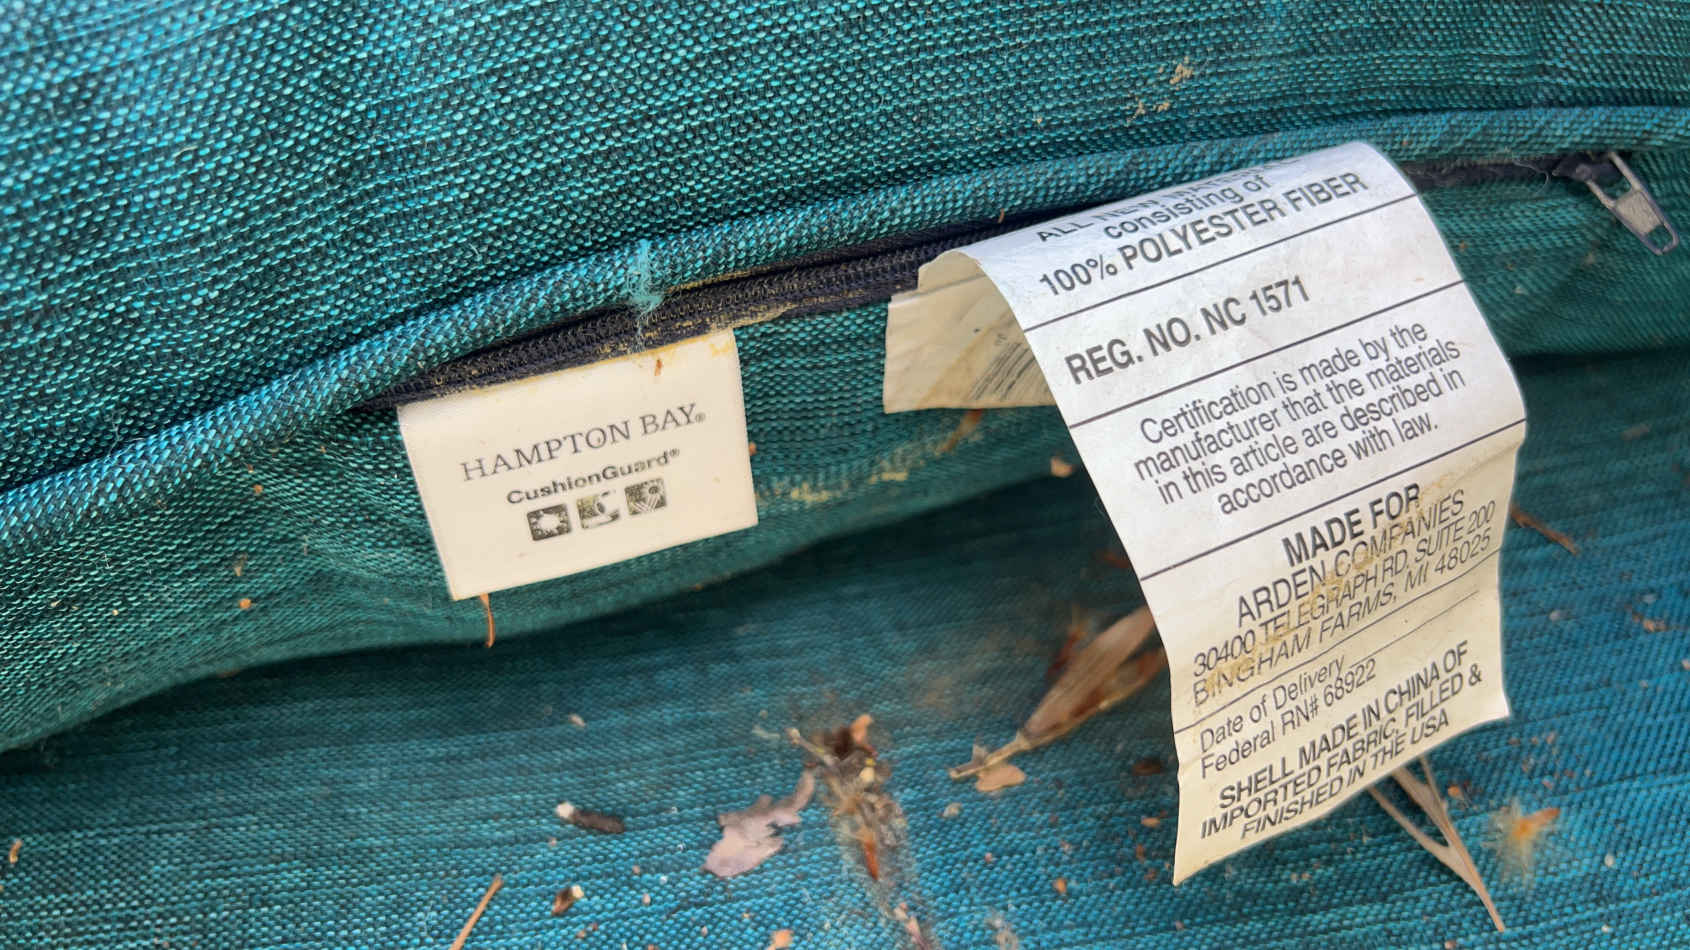 HAMPTON BAY®
CushionGuard®
ALL NEW
consisting of
100% POLYESTER FIBER
REG. NO. NC 1571
Certification is made by the
manufacturer that the materials
in this article are described in
accordance with law.
MADE FOR
ARDEN COMPANIES
30400 TELEGRAPH RD, SUITE 200
BINGHAM FARMS, MI 48025
Date of Delivery
Federal RN# 68922
SHELL MADE IN CHINA OF
IMPORTED FABRIC, FILLED &
FINISHED IN THE USA